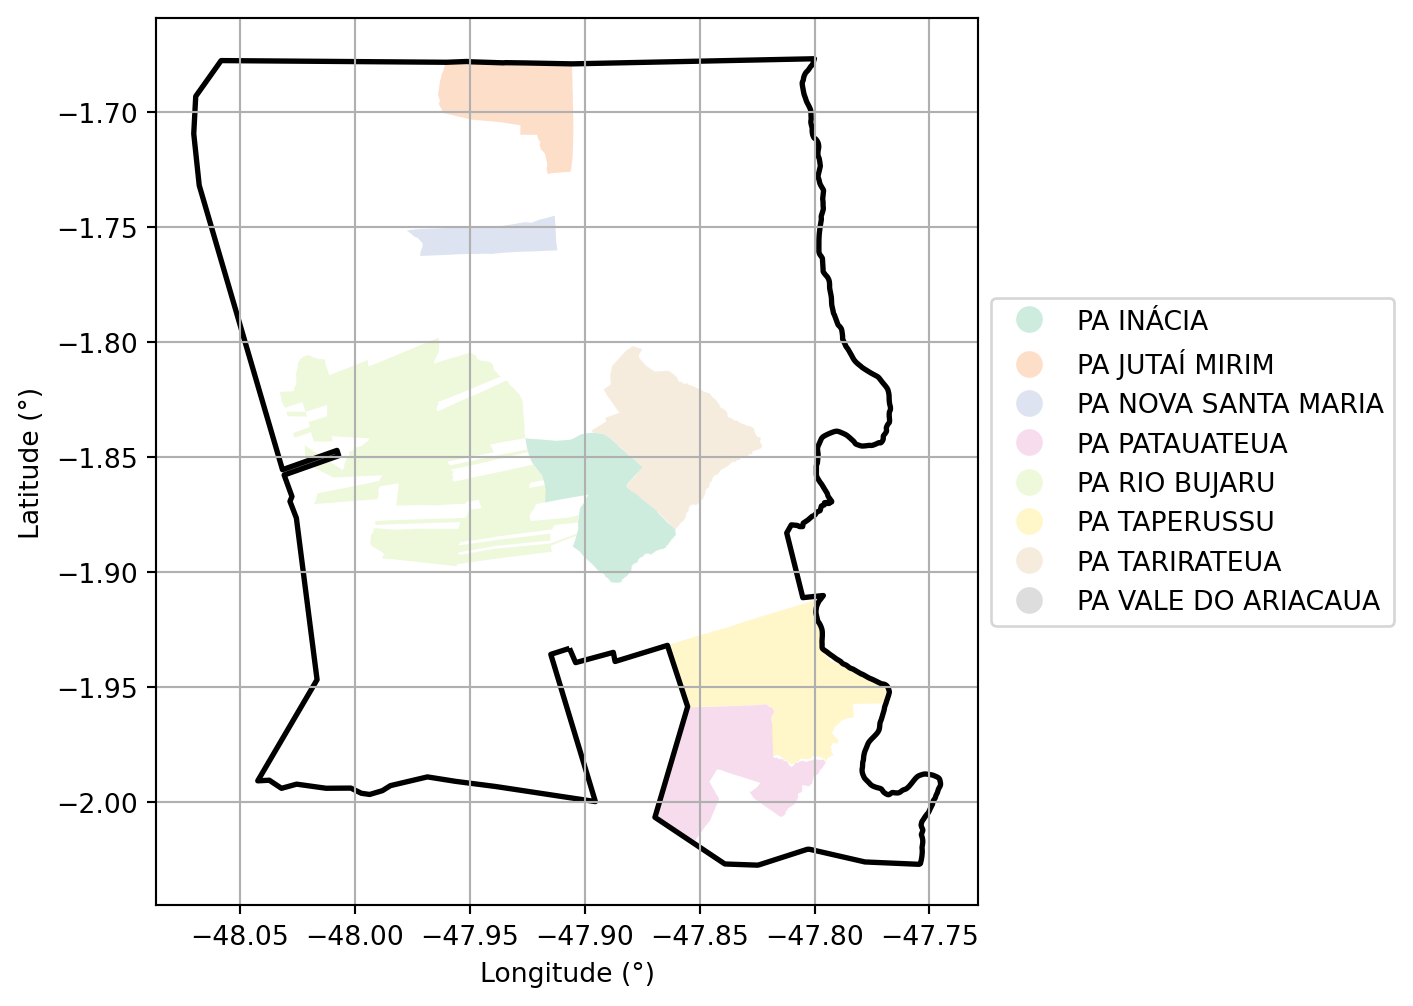 −1.70
−1.75
−1.80
−1.85
−1.90
−1.95
−2.00
Latitude (°)
−48.05 −48.00 −47.95 −47.90 −47.85 −47.80 −47.75
Longitude (°)
PA INÁCIA
PA JUTAÍ MIRIM
PA NOVA SANTA MARIA
PA PATAUATEUA
PA RIO BUJARU
PA TAPERUSSU
PA TARIRATEUA
PA VALE DO ARIACAUA